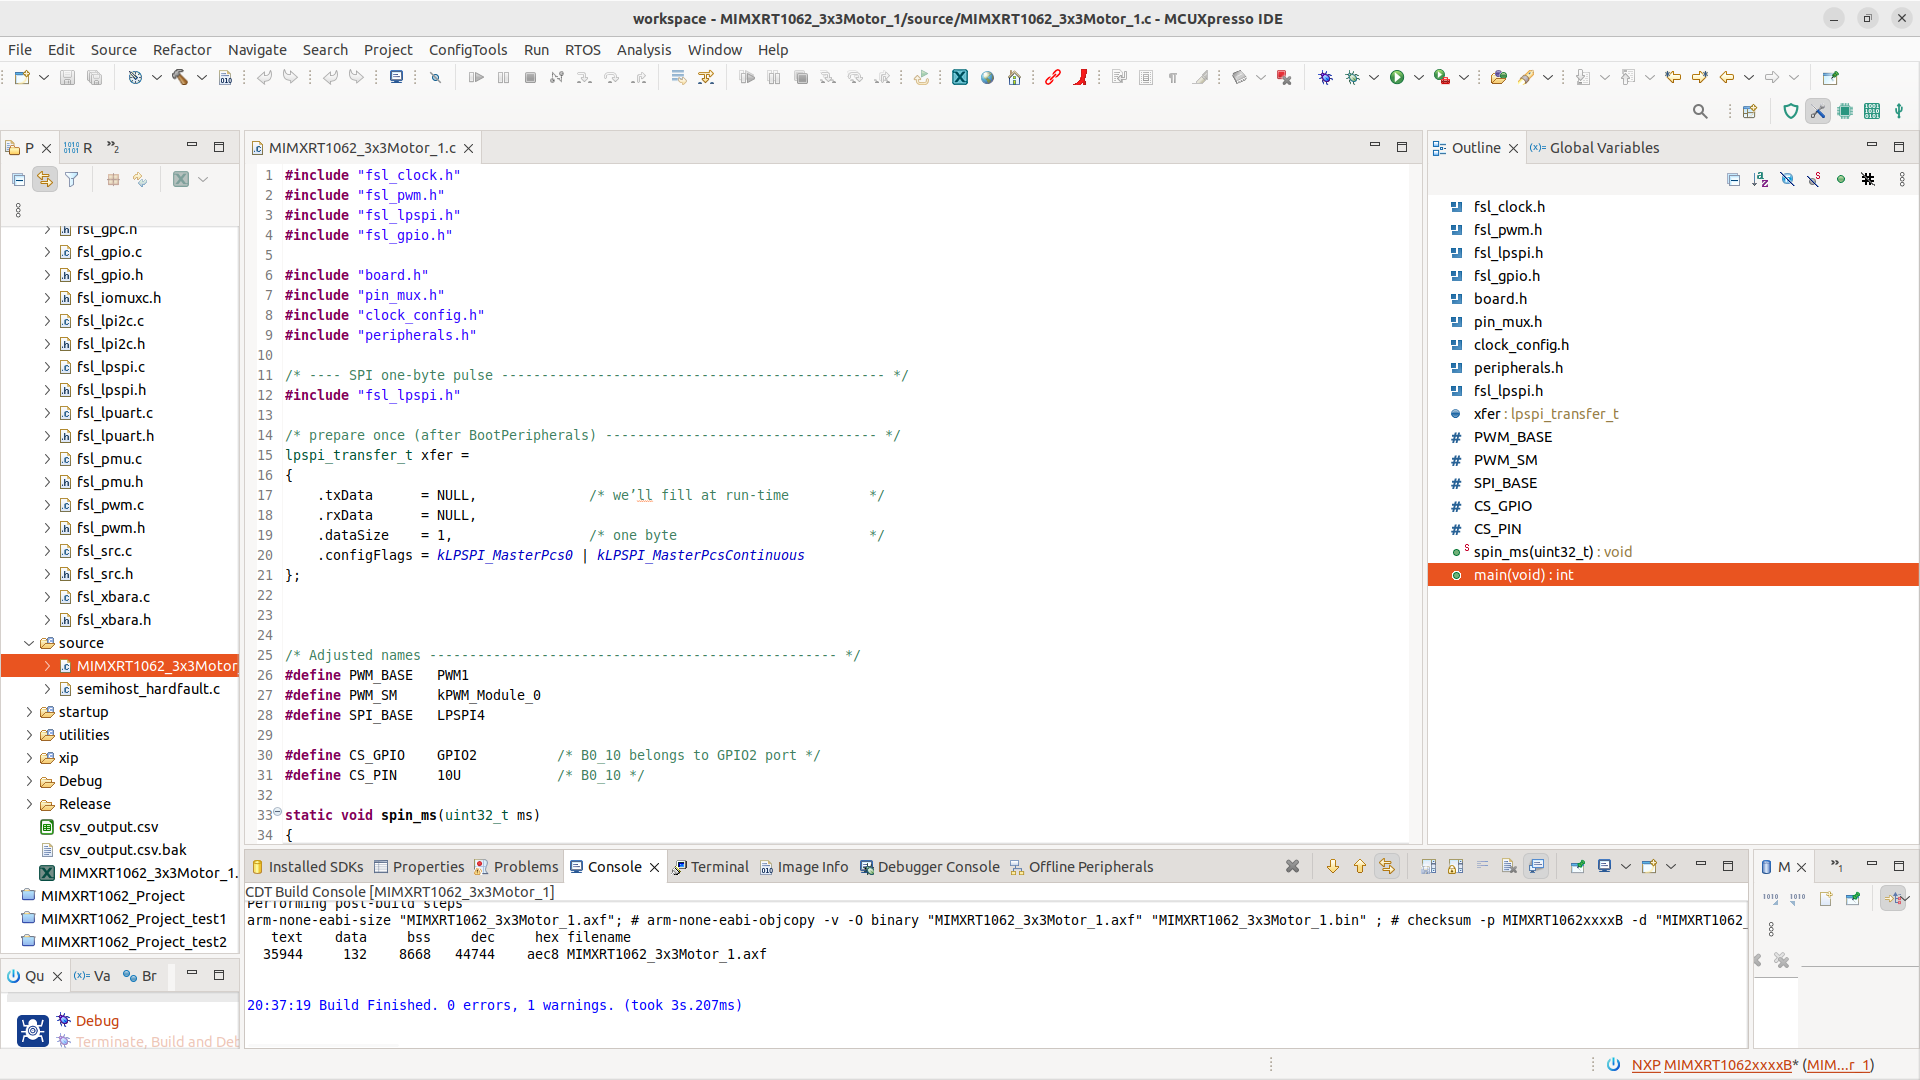 workspace - MIMXRT1062_3x3Motor_1/source/MIMXRT1062_3x3Motor_1.c - MCUXpresso IDE
File Edit Source Refactor Navigate Search Project ConfigTools Run RTOS Analysis Window Help
P
R
2
fsl_gpc.h
fsl_gpio.c
fsl_gpio.h
fsl_iomuxc.h
fsl_lpi2c.c
fsl_lpi2c.h
fsl_lpspi.c
fsl_lpspi.h
fsl_lpuart.c
fsl_lpuart.h
fsl_pmu.c
fsl_pmu.h
fsl_pwm.c
fsl_pwm.h
fsl_src.c
fsl_src.h
fsl_xbara.c
fsl_xbara.h
source
MIMXRT1062_3x3Motor
semihost_hardfault.c
startup
utilities
xip
Debug
Release
csv_output.csv
csv_output.csv.bak
MIMXRT1062_3x3Motor_1.
MIMXRT1062_Project
MIMXRT1062_Project_test1
MIMXRT1062_Project_test2
Qu (x)= Va Br
Debug
Terminate, Build and Deb
MIMXRT1062_3x3Motor_1.c
1 #include "fsl_clock.h"
2 #include "fsl_pwm.h"
3 #include "fsl_lpspi.h"
4 #include "fsl_gpio.h"
5
6 #include "board.h"
7 #include "pin_mux.h"
8 #include "clock_config.h"
9 #include "peripherals.h"
10
11 /* ---- SPI one-byte pulse ------------------------------------------------ */
12 #include "fsl_lpspi.h"
13
14 /* prepare once (after BootPeripherals) ---------------------------------- */
15 lpspi_transfer_t xfer =
16 {
17     .txData      = NULL,              /* we’ll fill at run-time          */
18     .rxData      = NULL,
19     .dataSize    = 1,                 /* one byte                        */
20     .configFlags = kLPSPI_MasterPcs0 | kLPSPI_MasterPcsContinuous
21 };
22
23
24
25 /* Adjusted names --------------------------------------------------- */
26 #define PWM_BASE   PWM1
27 #define PWM_SM     kPWM_Module_0
28 #define SPI_BASE   LPSPI4
29
30 #define CS_GPIO    GPIO2          /* B0_10 belongs to GPIO2 port */
31 #define CS_PIN     10U            /* B0_10 */
32
33 static void spin_ms(uint32_t ms)
34 {
Outline (x)= Global Variables
fsl_clock.h
fsl_pwm.h
fsl_lpspi.h
fsl_gpio.h
board.h
pin_mux.h
clock_config.h
peripherals.h
fsl_lpspi.h
xfer : lpspi_transfer_t
# PWM_BASE
# PWM_SM
# SPI_BASE
# CS_GPIO
# CS_PIN
S spin_ms(uint32_t) : void
main(void) : int
Installed SDKs Properties Problems Console Terminal Image Info Debugger Console Offline Peripherals
CDT Build Console [MIMXRT1062_3x3Motor_1]
Performing post-build steps
arm-none-eabi-size "MIMXRT1062_3x3Motor_1.axf"; # arm-none-eabi-objcopy -v -O binary "MIMXRT1062_3x3Motor_1.axf" "MIMXRT1062_3x3Motor_1.bin" ; # checksum -p MIMXRT1062xxxxB -d "MIMXRT1062_
   text    data     bss     dec     hex filename
  35944     132    8668   44744    aec8 MIMXRT1062_3x3Motor_1.axf
20:37:19 Build Finished. 0 errors, 1 warnings. (took 3s.207ms)
M
1
NXP MIMXRT1062xxxxB* (MIM...r_1)